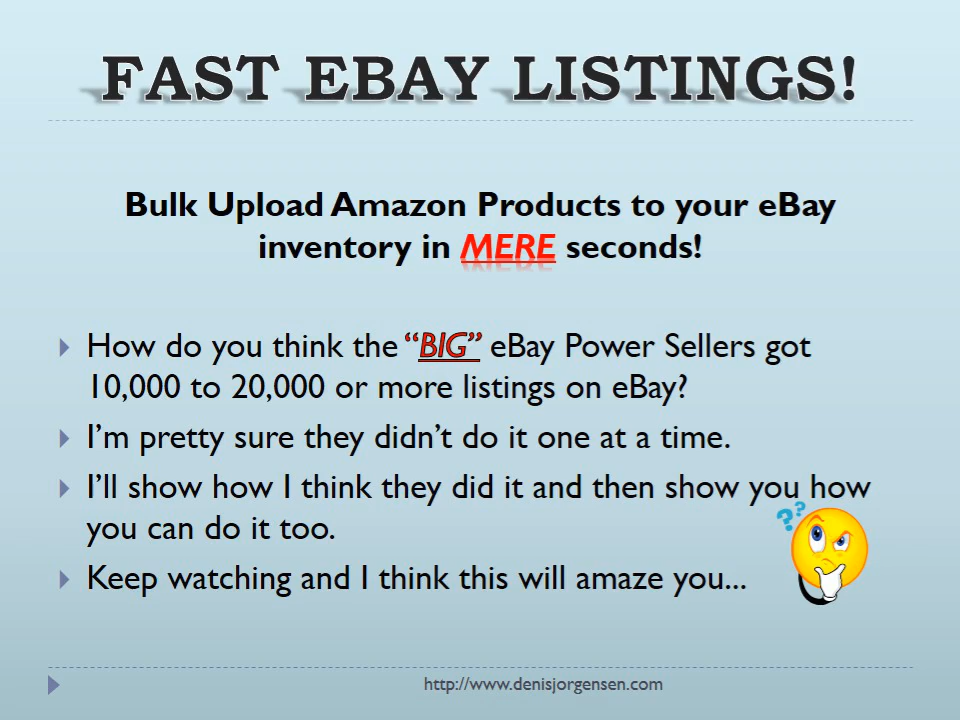 FAST EBAY LISTINGS!
Bulk Upload Amazon Products to your eBay
inventory in MERE seconds!
How do you think the “BIG” eBay Power Sellers got
10,000 to 20,000 or more listings on eBay?
I’m pretty sure they didn’t do it one at a time.
I’ll show how I think they did it and then show you how
you can do it too.
??
Keep watching and I think this will amaze you...
http://www.denisjorgensen.com